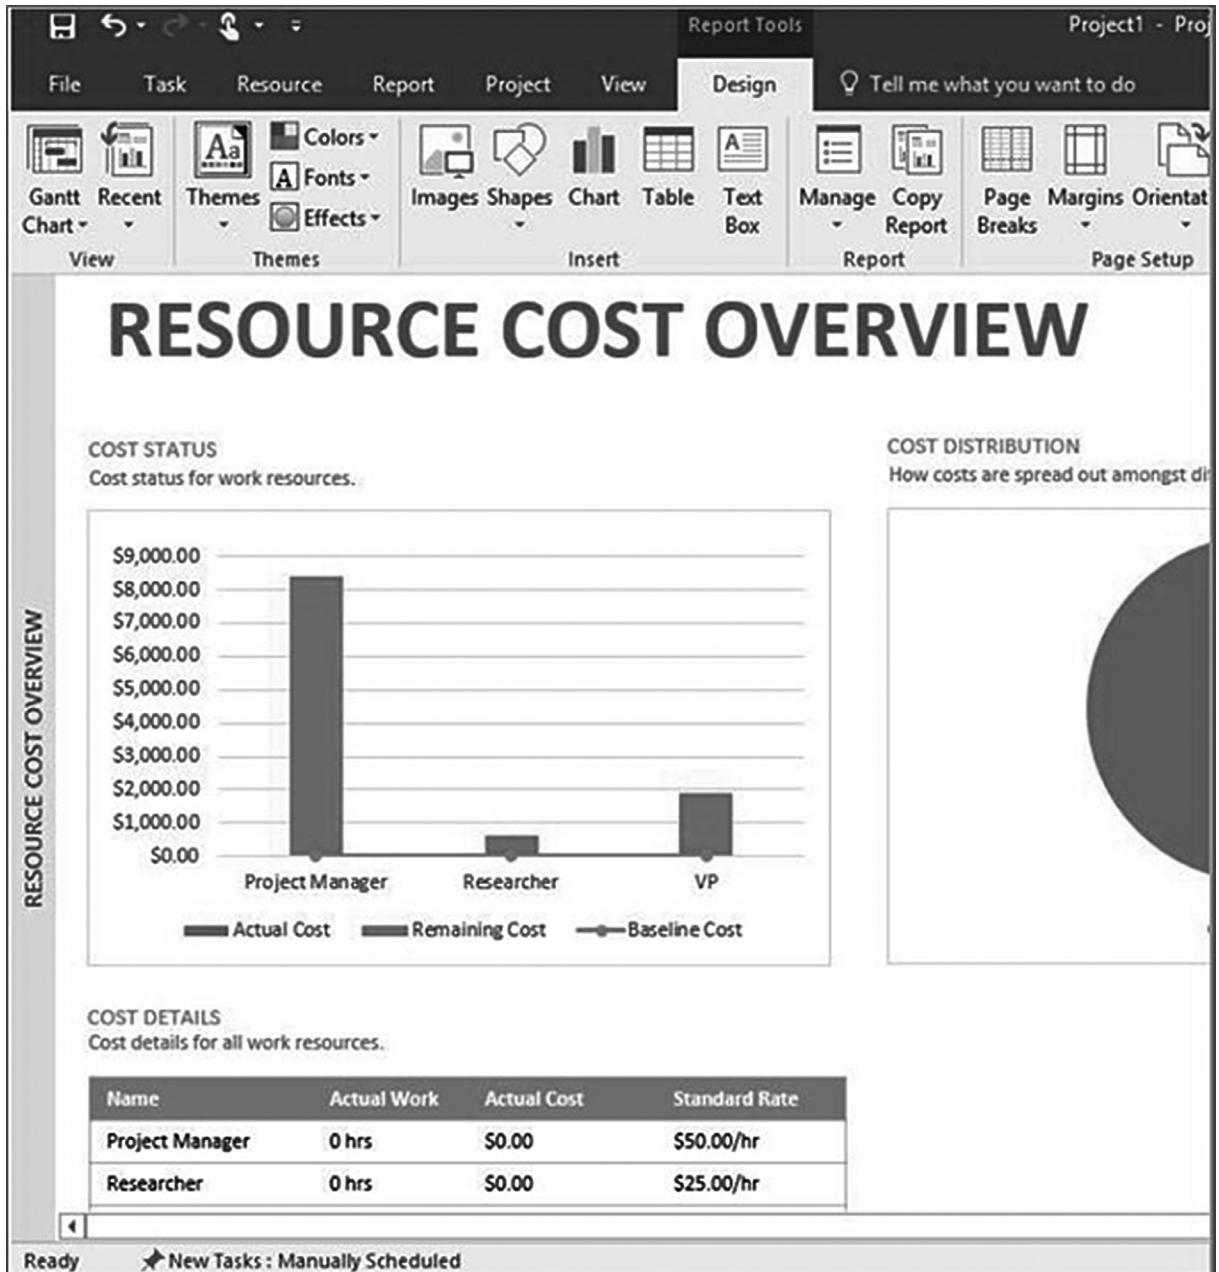 Report Tools
Project1 - Proj
File Task Resource Report Project View Design Tell me what you want to do
Gantt Chart Recent Themes Colors Fonts Effects Images Shapes Chart Table Text Box Manage Copy Report Page Breaks Margins Orientat
View Themes Insert Report Page Setup
RESOURCE COST OVERVIEW
RESOURCE COST OVERVIEW
COST STATUS
Cost status for work resources.
COST DISTRIBUTION
How costs are spread out amongst di
$9,000.00
$8,000.00
$7,000.00
$6,000.00
$5,000.00
$4,000.00
$3,000.00
$2,000.00
$1,000.00
$0.00
Project Manager Researcher VP
Actual Cost Remaining Cost Baseline Cost
COST DETAILS
Cost details for all work resources.
Name Actual Work Actual Cost Standard Rate
Project Manager 0 hrs $0.00 $50.00/hr
Researcher 0 hrs $0.00 $25.00/hr
Ready New Tasks : Manually Scheduled